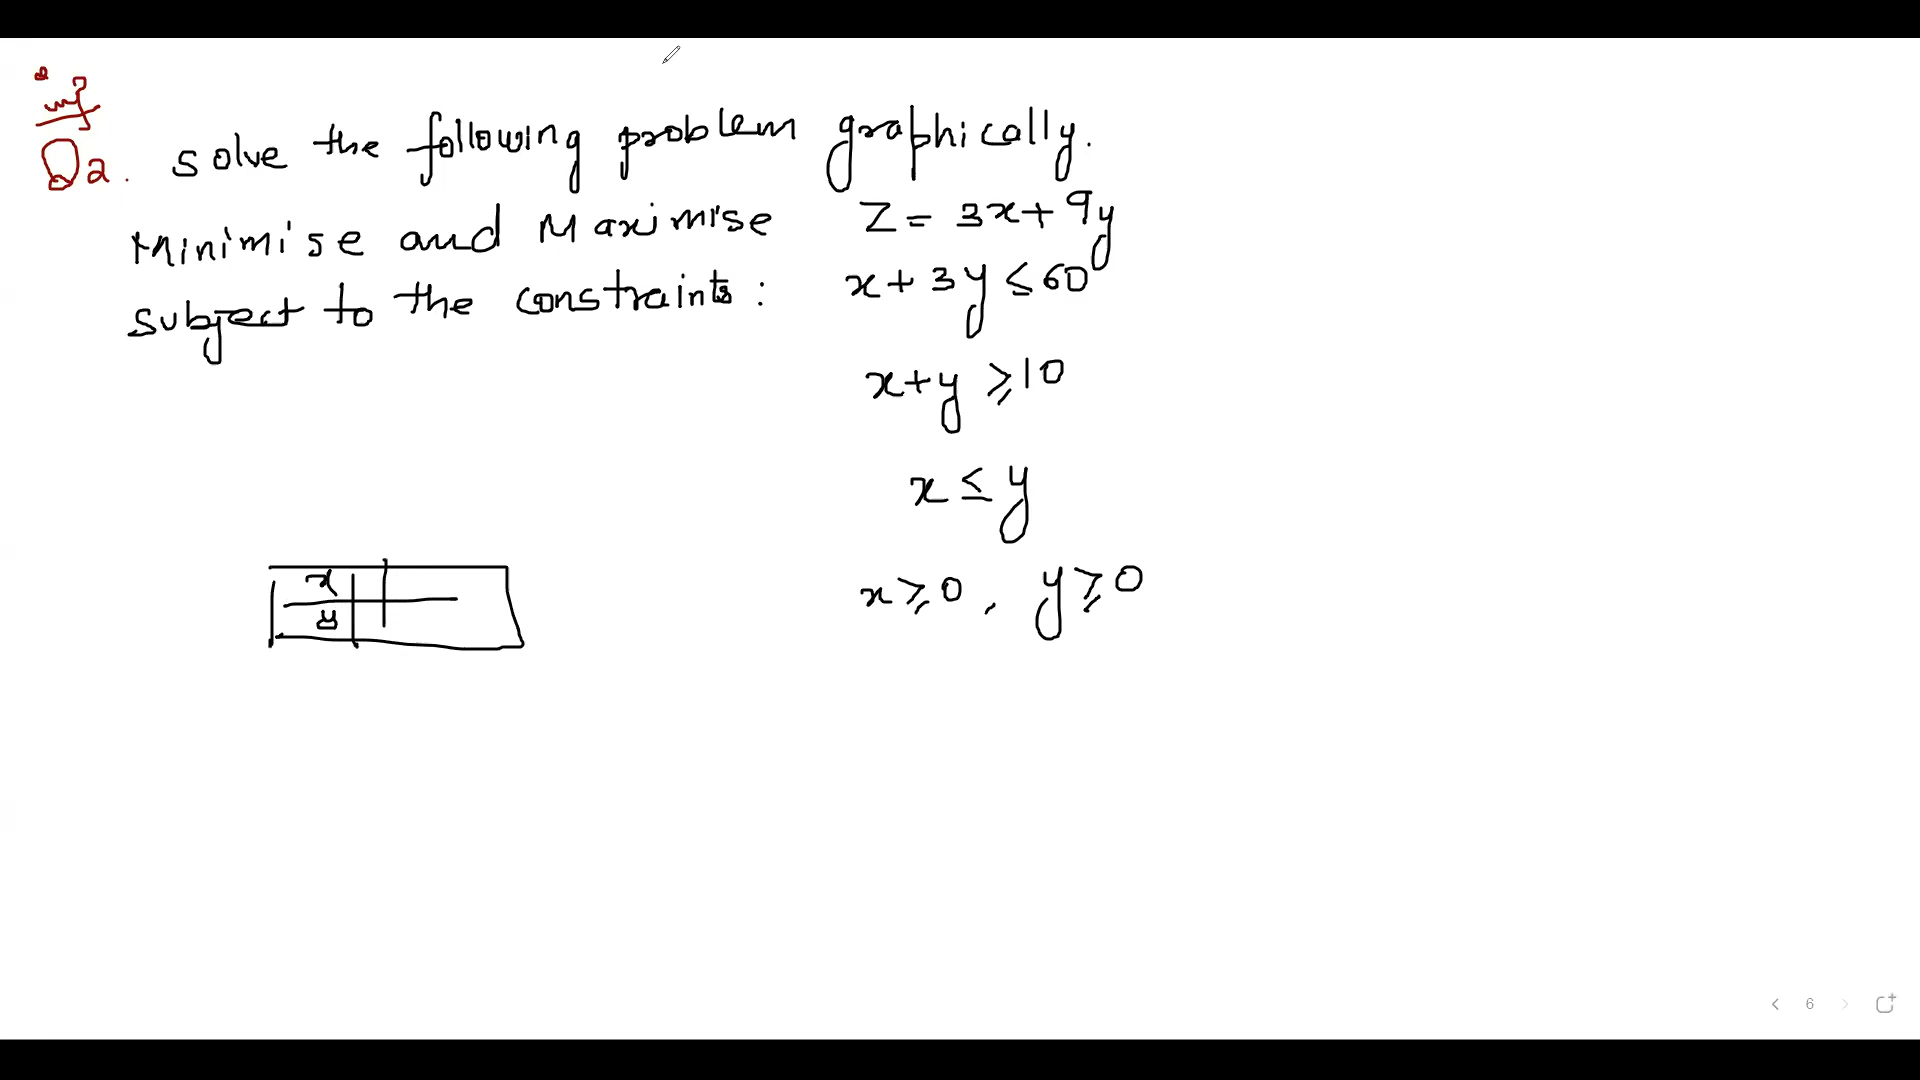 imp
Q2. Solve the following problem graphically.
Minimise and Maximise Z = 3x + 9y
subject to the constraints: x + 3y ≤ 60
x + y ≥ 10
x ≤ y
x ≥ 0, y ≥ 0
x
y
6